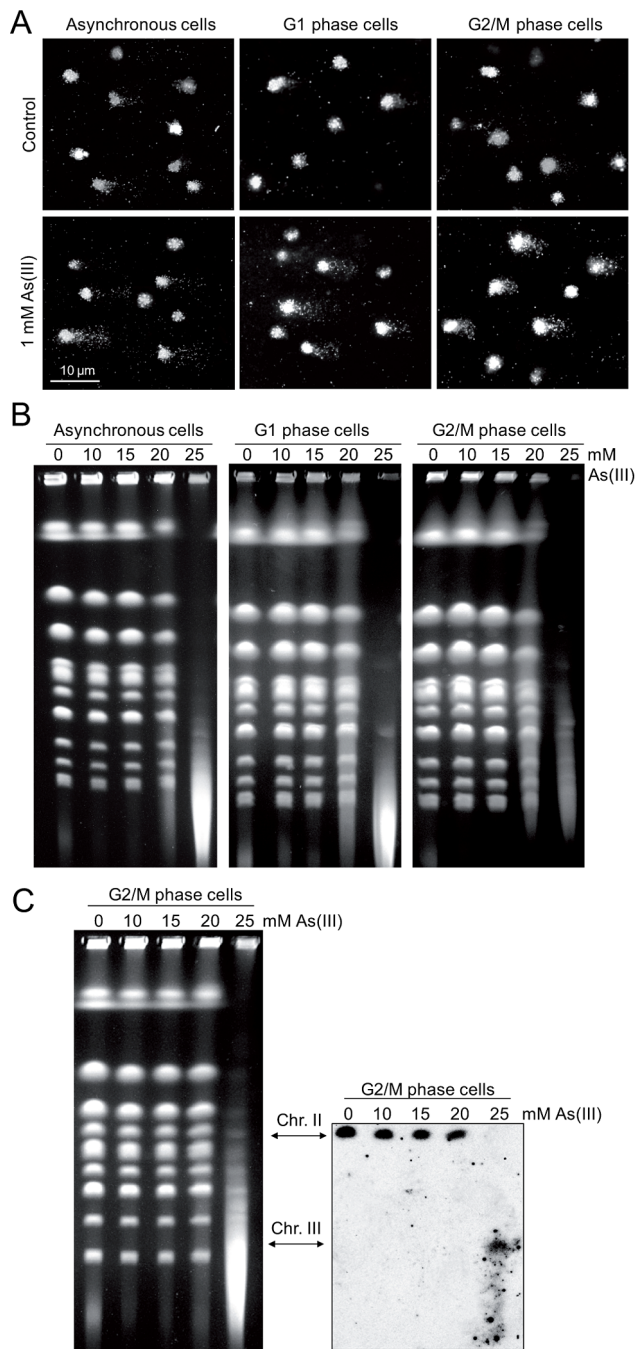 A
Asynchronous cells G1 phase cells G2/M phase cells
Control
1 mM As(III)
10 µm
B
Asynchronous cells G1 phase cells G2/M phase cells
0 10 15 20 25 0 10 15 20 25 0 10 15 20 25 mM
As(III)
C
G2/M phase cells
0 10 15 20 25 mM As(III)
G2/M phase cells
0 10 15 20 25 mM As(III)
Chr. II
Chr. III